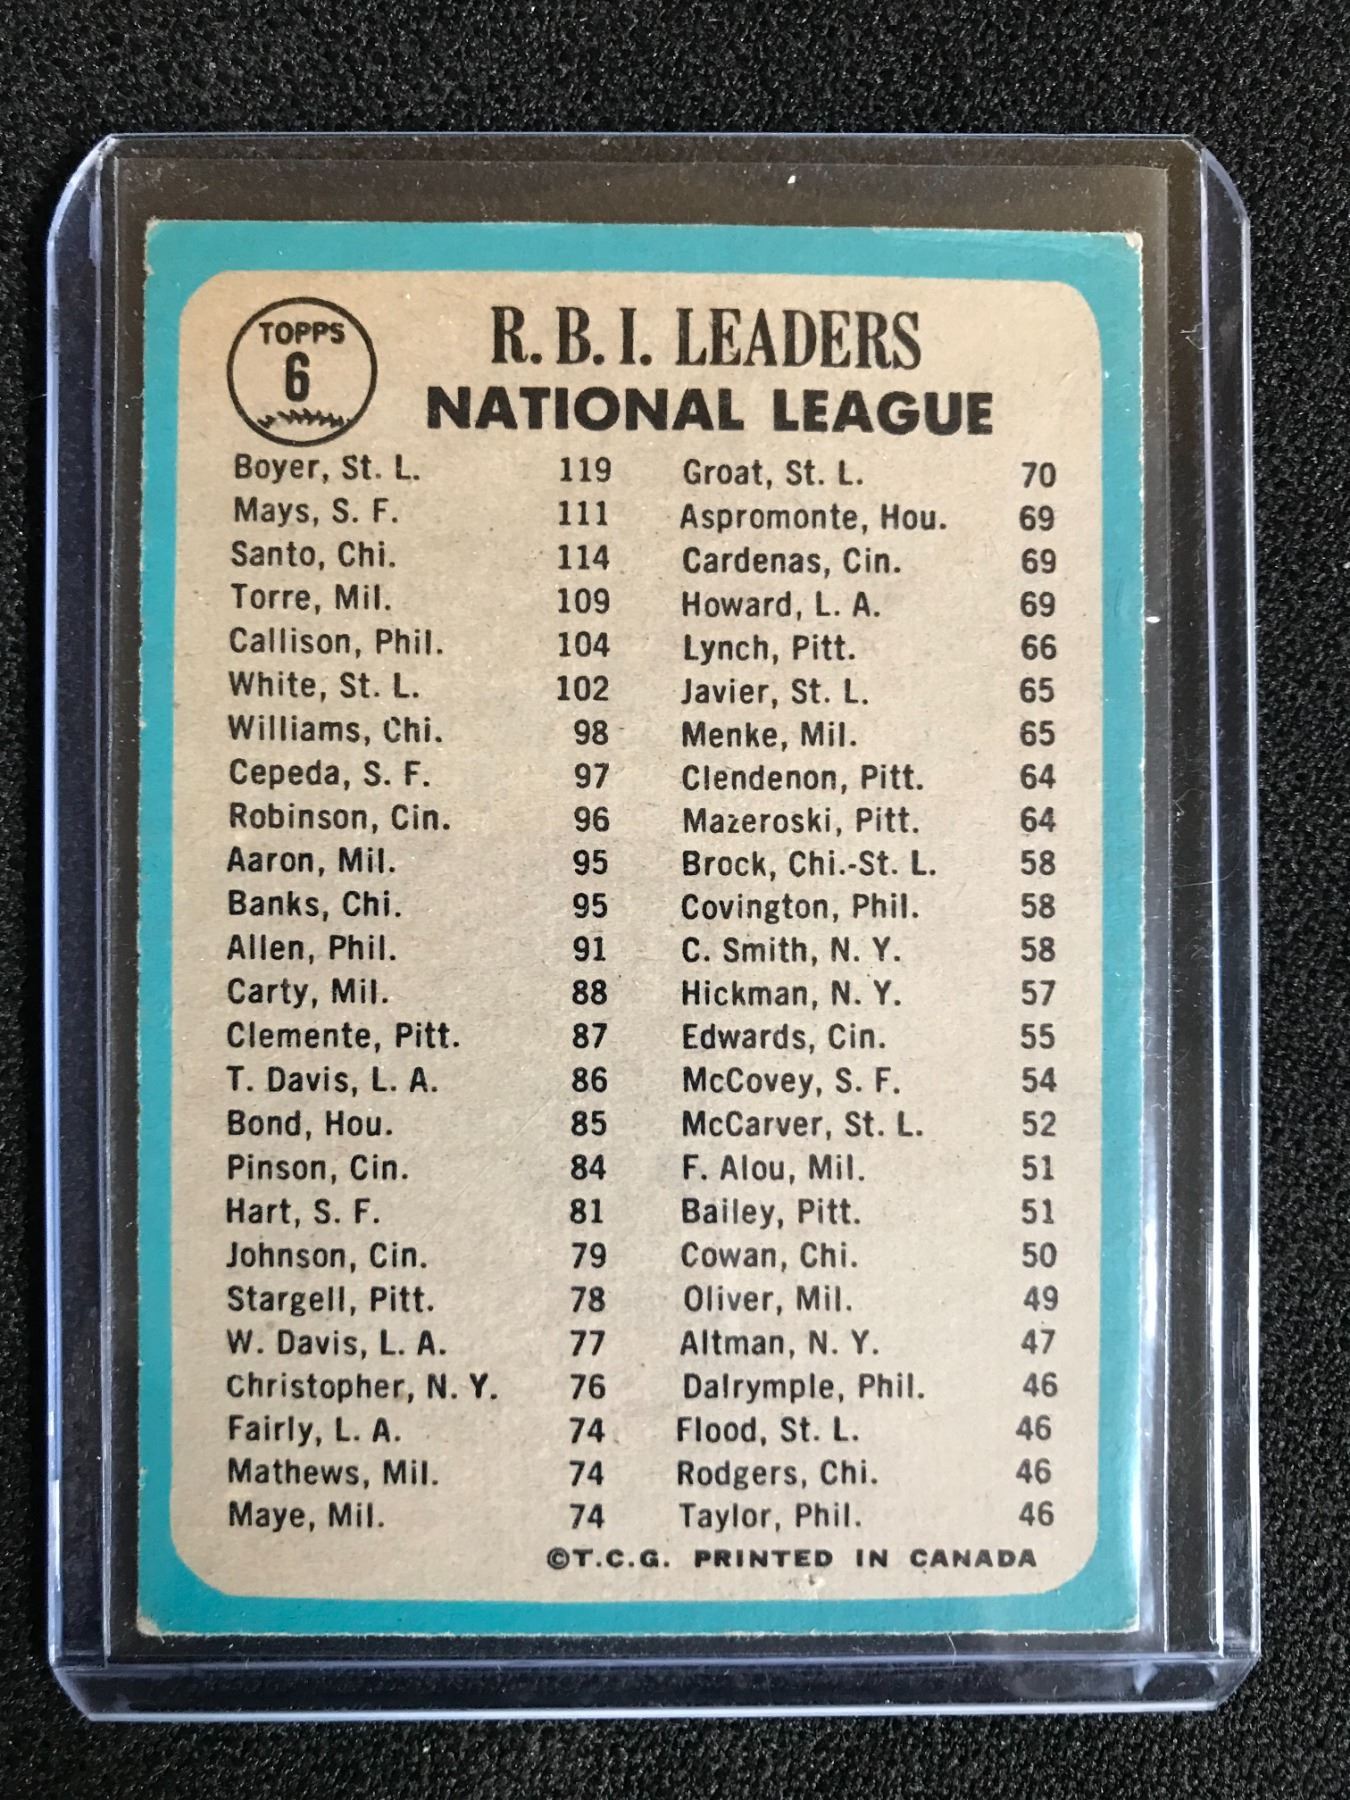 TOPPS
6
R. B. I. LEADERS
NATIONAL LEAGUE
Boyer, St. L. 119
Mays, S. F. 111
Santo, Chi. 114
Torre, Mil. 109
Callison, Phil. 104
White, St. L. 102
Williams, Chi. 98
Cepeda, S. F. 97
Robinson, Cin. 96
Aaron, Mil. 95
Banks, Chi. 95
Allen, Phil. 91
Carty, Mil. 88
Clemente, Pitt. 87
T. Davis, L. A. 86
Bond, Hou. 85
Pinson, Cin. 84
Hart, S. F. 81
Johnson, Cin. 79
Stargell, Pitt. 78
W. Davis, L. A. 77
Christopher, N. Y. 76
Fairly, L. A. 74
Mathews, Mil. 74
Maye, Mil. 74
Groat, St. L. 70
Aspromonte, Hou. 69
Cardenas, Cin. 69
Howard, L. A. 69
Lynch, Pitt. 66
Javier, St. L. 65
Menke, Mil. 65
Clendenon, Pitt. 64
Mazeroski, Pitt. 64
Brock, Chi.-St. L. 58
Covington, Phil. 58
C. Smith, N. Y. 58
Hickman, N. Y. 57
Edwards, Cin. 55
McCovey, S. F. 54
McCarver, St. L. 52
F. Alou, Mil. 51
Bailey, Pitt. 51
Cowan, Chi. 50
Oliver, Mil. 49
Altman, N. Y. 47
Dalrymple, Phil. 46
Flood, St. L. 46
Rodgers, Chi. 46
Taylor, Phil. 46
©T.C.G. PRINTED IN CANADA